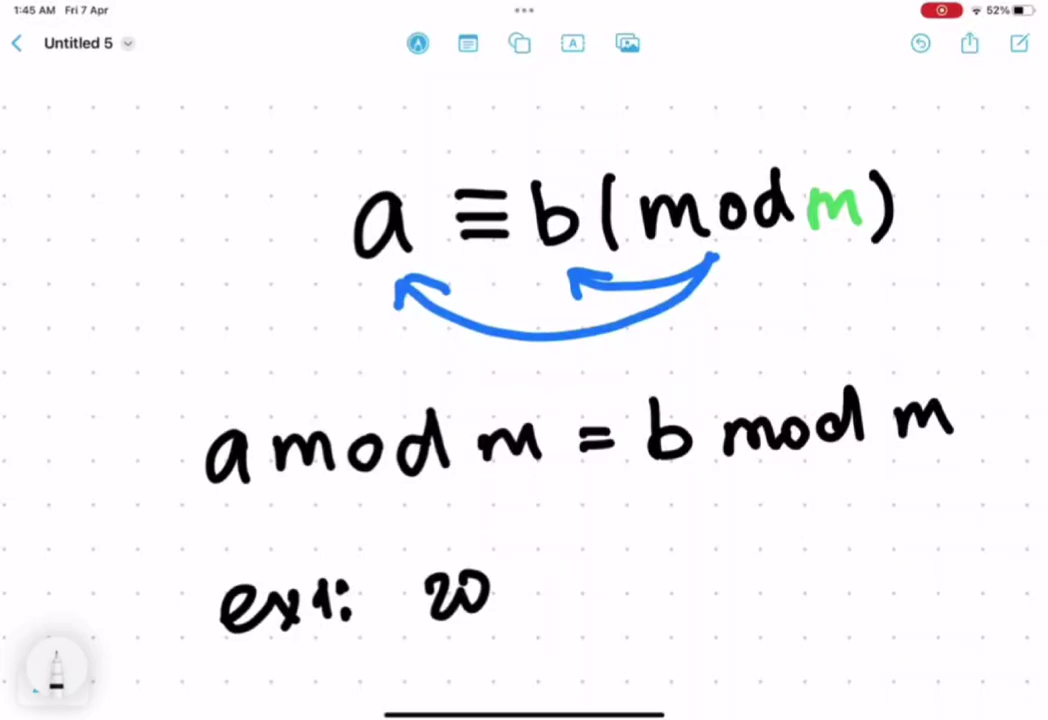 1:45 AM Fri 7 Apr
52%
Untitled 5
A
a ≡ b (mod m)
a mod m = b mod m
ex1: 20